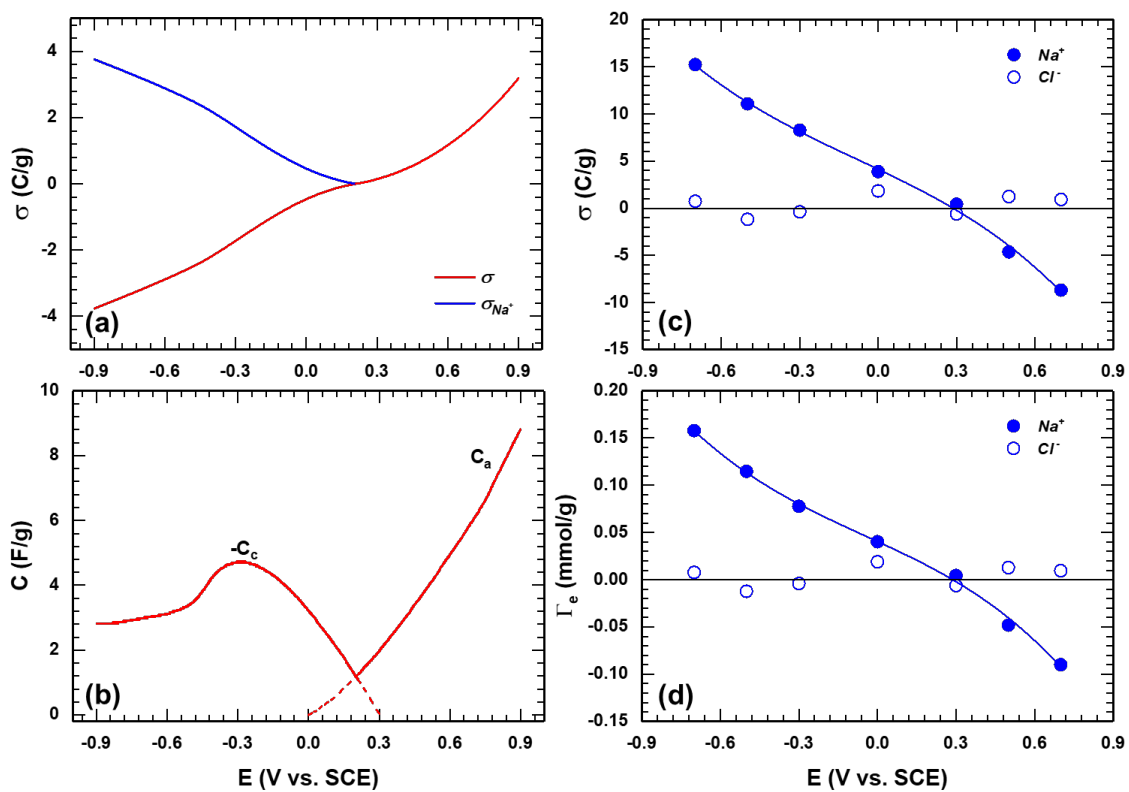 4
2
0
-2
-4
σ (C/g)
-0.9 -0.6 -0.3 0.0 0.3 0.6 0.9
σ
σNa+
(a)
20
15
10
5
0
-5
-10
-15
σ (C/g)
-0.9 -0.6 -0.3 0.0 0.3 0.6 0.9
Na+
Cl-
(c)
10
8
6
4
2
0
C (F/g)
-0.9 -0.6 -0.3 0.0 0.3 0.6 0.9
E (V vs. SCE)
-Cc
Ca
(b)
0.20
0.15
0.10
0.05
0.00
-0.05
-0.10
-0.15
Γe (mmol/g)
-0.9 -0.6 -0.3 0.0 0.3 0.6 0.9
E (V vs. SCE)
Na+
Cl-
(d)